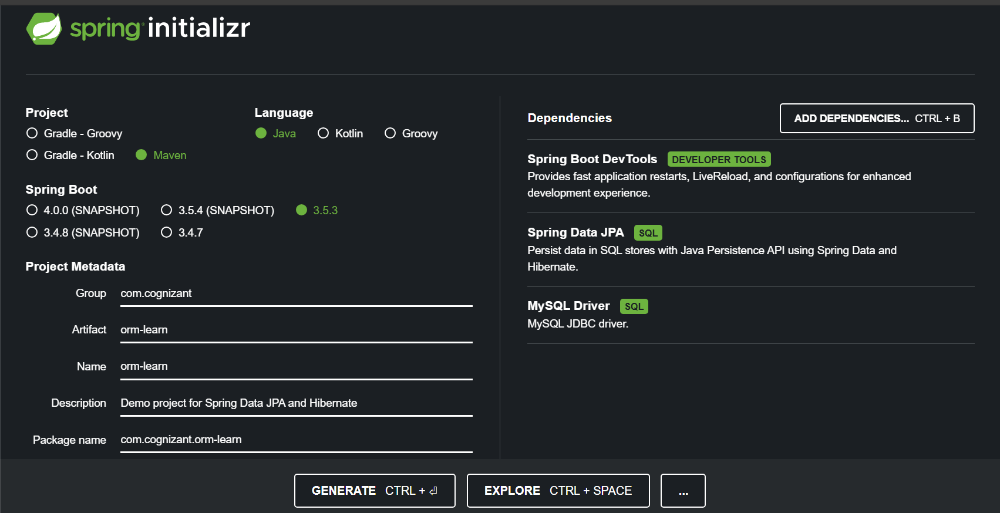 spring initializr
Project
Gradle - Groovy
Gradle - Kotlin Maven
Language
Java Kotlin Groovy
Spring Boot
4.0.0 (SNAPSHOT) 3.5.4 (SNAPSHOT) 3.5.3
3.4.8 (SNAPSHOT) 3.4.7
Project Metadata
Group com.cognizant
Artifact orm-learn
Name orm-learn
Description Demo project for Spring Data JPA and Hibernate
Package name com.cognizant.orm-learn
Dependencies
ADD DEPENDENCIES... CTRL + B
Spring Boot DevTools DEVELOPER TOOLS
Provides fast application restarts, LiveReload, and configurations for enhanced
development experience.
Spring Data JPA SQL
Persist data in SQL stores with Java Persistence API using Spring Data and
Hibernate.
MySQL Driver SQL
MySQL JDBC driver.
GENERATE CTRL + ⏎
EXPLORE CTRL + SPACE
...